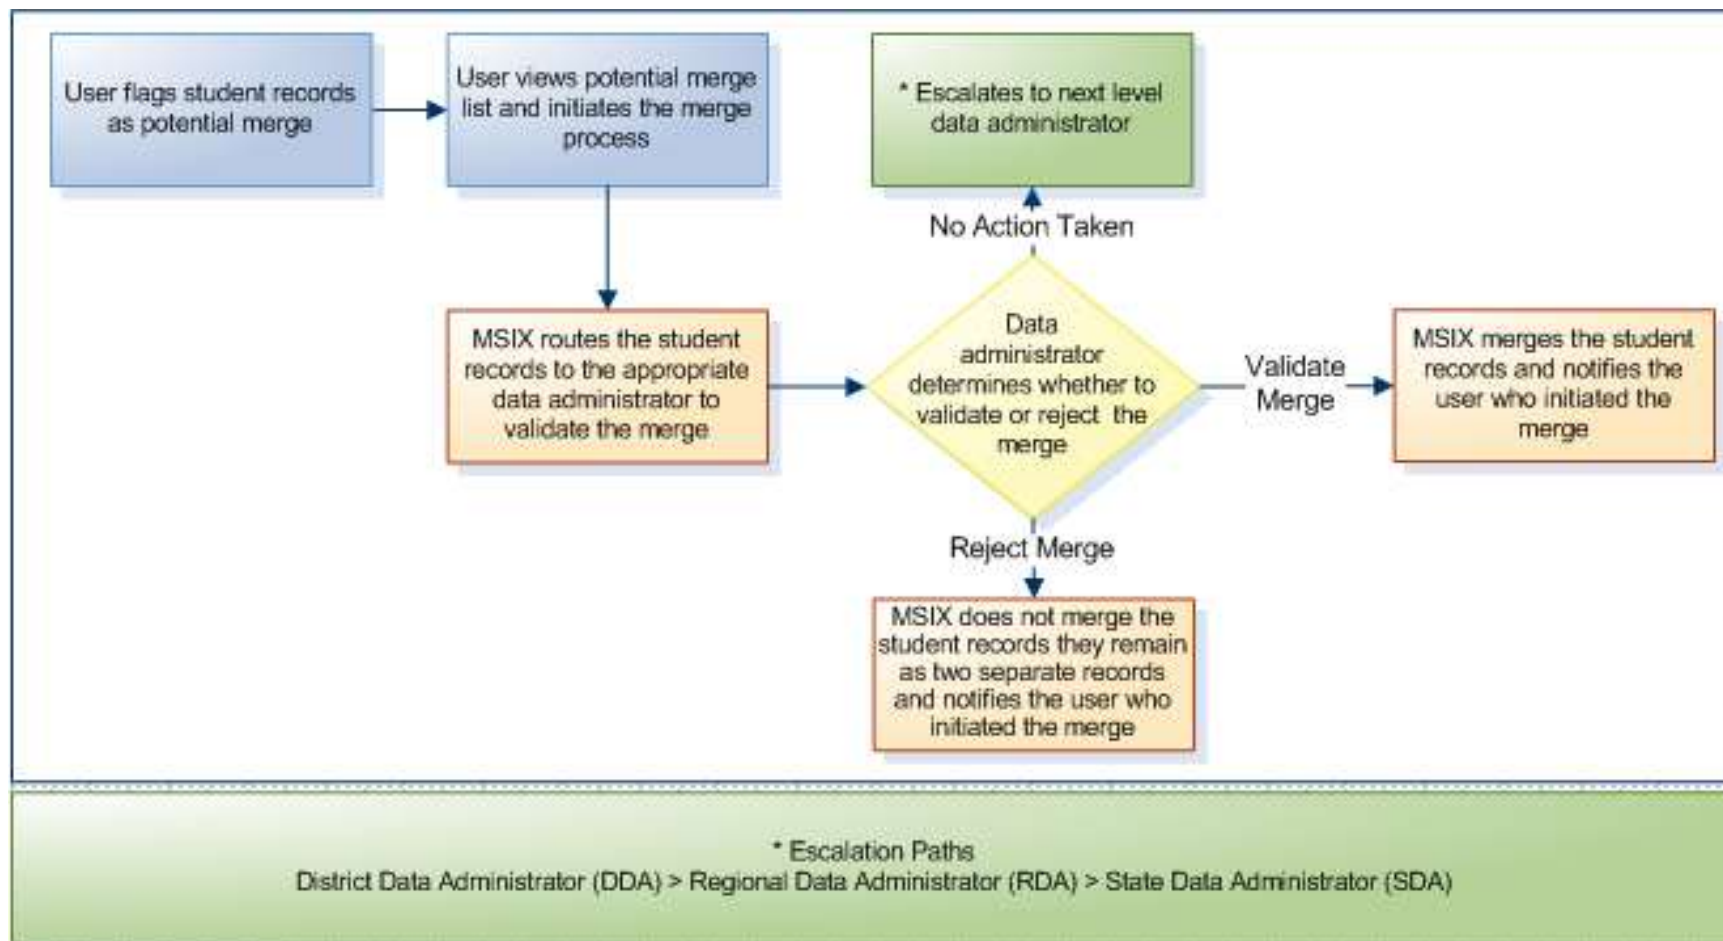 User flags student records
as potential merge
User views potential merge
list and initiates the merge
process
* Escalates to next level
data administrator
No Action Taken
MSIX routes the student
records to the appropriate
data administrator to
validate the merge
Data
administrator
determines whether to
validate or reject the
merge
Validate
Merge
MSIX merges the student
records and notifies the
user who initiated the
merge
Reject Merge
MSIX does not merge the
student records they remain
as two separate records
and notifies the user who
initiated the merge
* Escalation Paths
District Data Administrator (DDA) > Regional Data Administrator (RDA) > State Data Administrator (SDA)